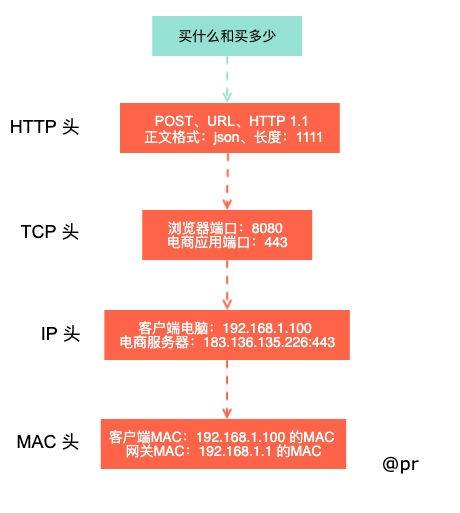 买什么和买多少
HTTP 头
POST、URL、HTTP 1.1
正文格式：json、长度：1111
TCP 头
浏览器端口：8080
电商应用端口：443
IP 头
客户端电脑：192.168.1.100
电商服务器：183.136.135.226:443
MAC 头
客户端MAC：192.168.1.100 的MAC
网关MAC：192.168.1.1 的MAC
@pr